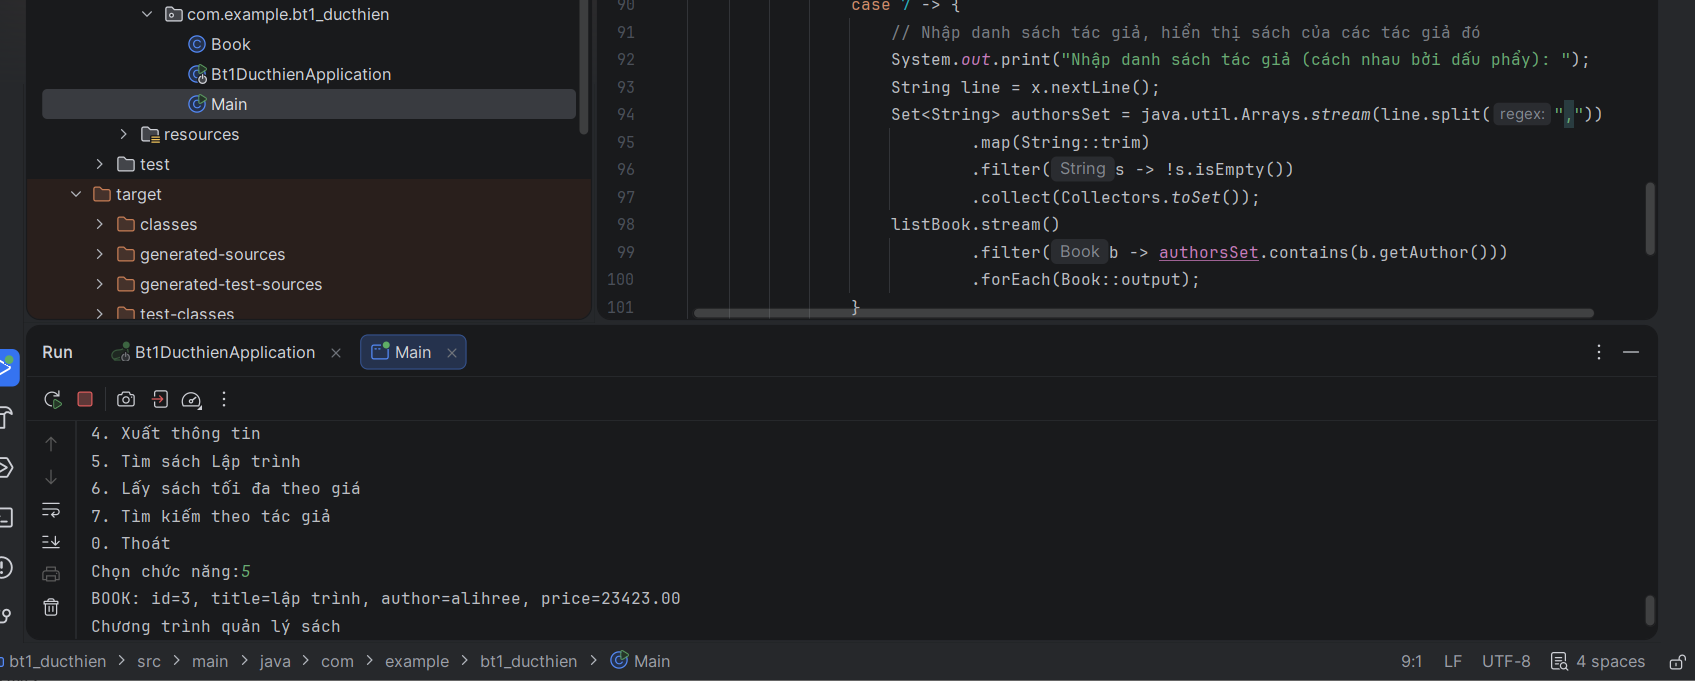 com.example.bt1_ducthien
Book
Bt1DucthienApplication
Main
resources
test
target
classes
generated-sources
generated-test-sources
test-classes
90 case 7 -> {
91 // Nhập danh sách tác giả, hiển thị sách của các tác giả đó
92 System.out.print("Nhập danh sách tác giả (cách nhau bởi dấu phẩy): ");
93 String line = x.nextLine();
94 Set<String> authorsSet = java.util.Arrays.stream(line.split( regex: ","))
95 .map(String::trim)
96 .filter( String s -> !s.isEmpty())
97 .collect(Collectors.toSet());
98 listBook.stream()
99 .filter( Book b -> authorsSet.contains(b.getAuthor()))
100 .forEach(Book::output);
101 }
Run Bt1DucthienApplication Main
4. Xuất thông tin
5. Tìm sách Lập trình
6. Lấy sách tối đa theo giá
7. Tìm kiếm theo tác giả
0. Thoát
Chọn chức năng:5
BOOK: id=3, title=lập trình, author=alihree, price=23423.00
Chương trình quản lý sách
bt1_ducthien > src > main > java > com > example > bt1_ducthien > Main 9:1 LF UTF-8 4 spaces